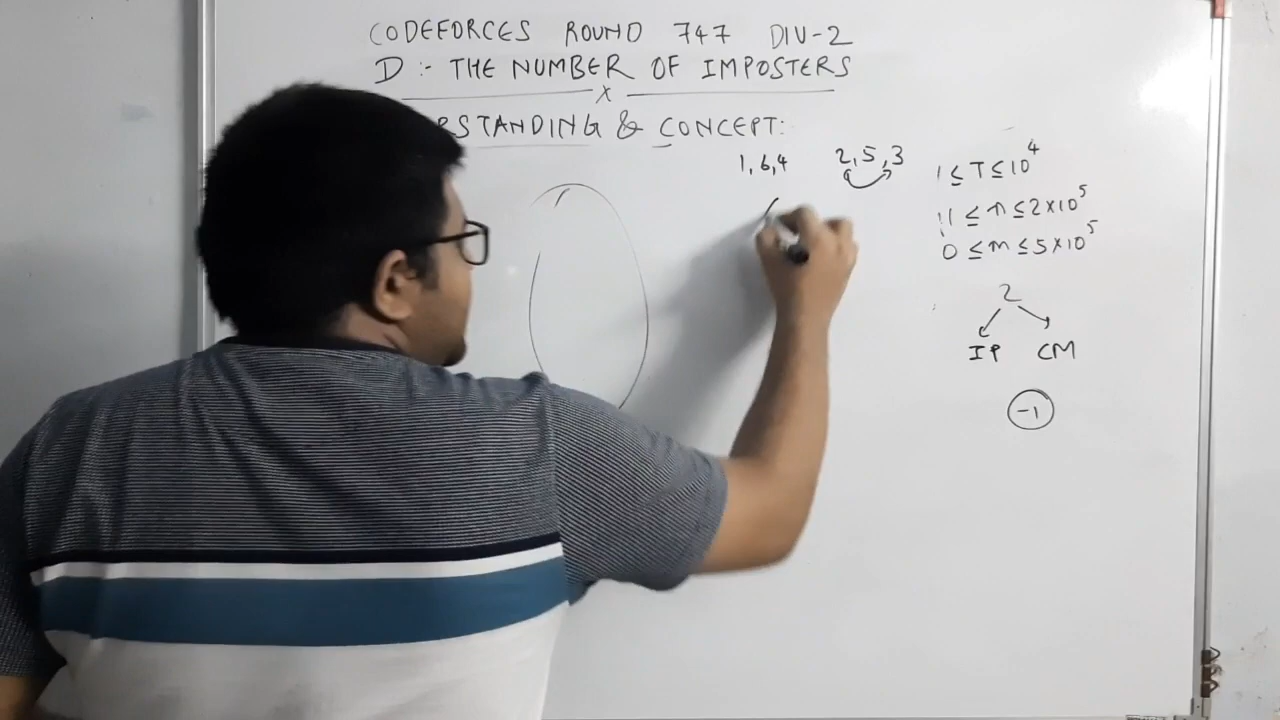 CODEFORCES ROUND 747 DIV-2
D :- THE NUMBER OF IMPOSTERS
X
RSTANDING & CONCEPT:
1,6,4 2,5,3
1 ≤ T ≤ 10^4
1 ≤ n ≤ 2×10^5
0 ≤ m ≤ 5×10^5
2
IP CM
-1